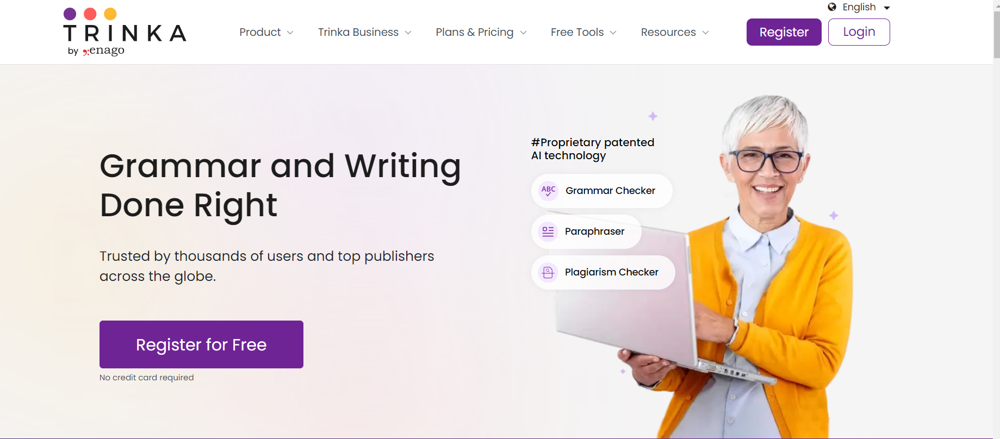 TRINKA
by enago
Product
Trinka Business
Plans & Pricing
Free Tools
Resources
English
Register
Login
Grammar and Writing
Done Right
Trusted by thousands of users and top publishers
across the globe.
Register for Free
No credit card required
#Proprietary patented
AI technology
ABC
Grammar Checker
Paraphraser
Plagiarism Checker